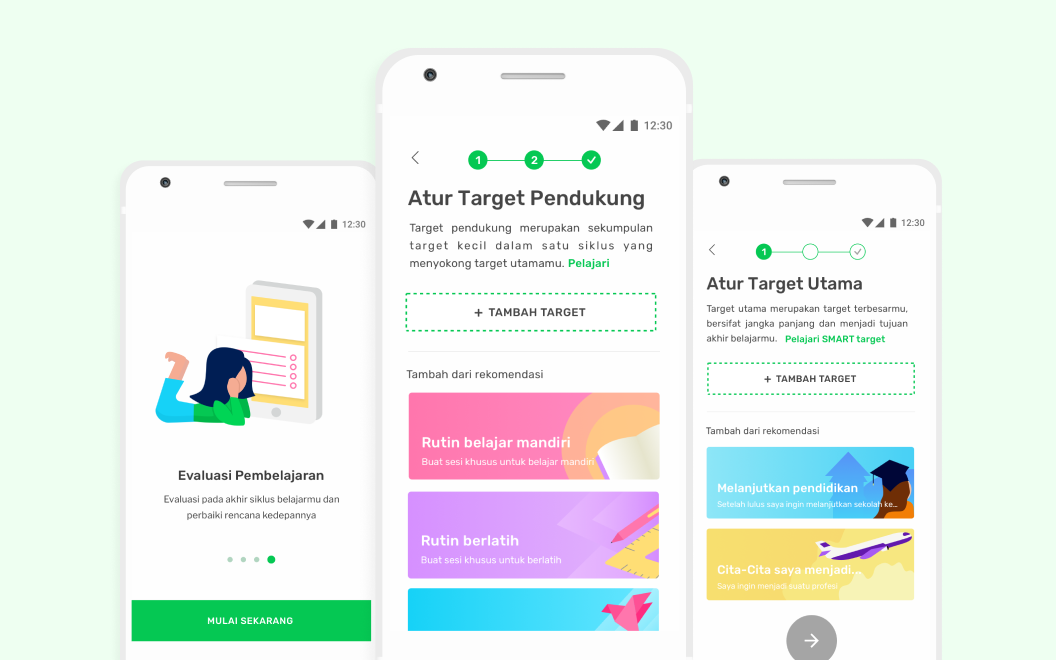 12:30
Evaluasi Pembelajaran
Evaluasi pada akhir siklus belajarmu dan
perbaiki rencana kedepannya
MULAI SEKARANG
12:30
1 2
Atur Target Pendukung
Target pendukung merupakan sekumpulan
target kecil dalam satu siklus yang
menyokong target utamamu. Pelajari
+ TAMBAH TARGET
Tambah dari rekomendasi
Rutin belajar mandiri
Buat sesi khusus untuk belajar mandiri
Rutin berlatih
Buat sesi khusus untuk berlatih
12:30
1
Atur Target Utama
Target utama merupakan target terbesarmu,
bersifat jangka panjang dan menjadi tujuan
akhir belajarmu. Pelajari SMART target
+ TAMBAH TARGET
Tambah dari rekomendasi
Melanjutkan pendidikan
Setelah lulus saya ingin melanjutkan sekolah ke...
Cita-Cita saya menjadi...
Saya ingin menjadi suatu profesi